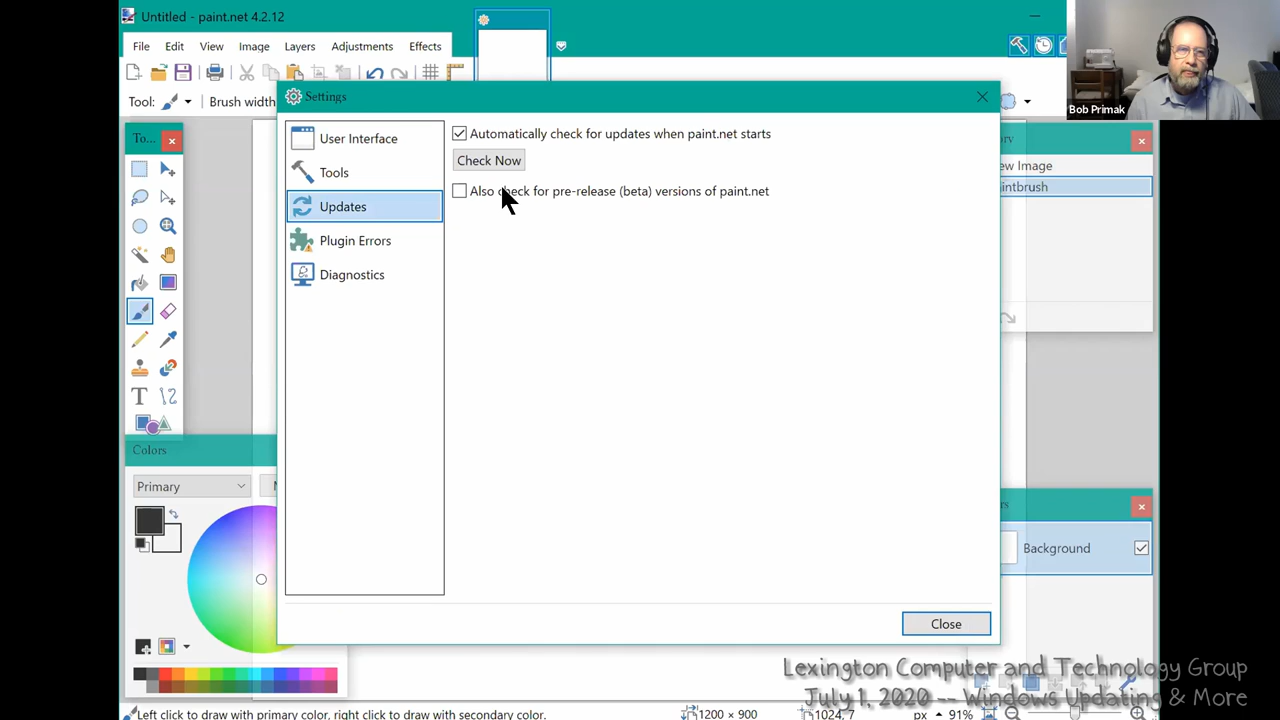 Untitled - paint.net 4.2.12
File Edit View Image Layers Adjustments Effects
Tool: Brush width
Bob Primak
Settings
To...
User Interface
Tools
Updates
Plugin Errors
Diagnostics
Automatically check for updates when paint.net starts
Check Now
Also check for pre-release (beta) versions of paint.net
ew Image
intbrush
Colors
Primary
Background
Close
Lexington Computer and Technology Group
July 1, 2020 -- Windows Updating & More
Left click to draw with primary color, right click to draw with secondary color.
1200 × 900
1024, 7
px
91%